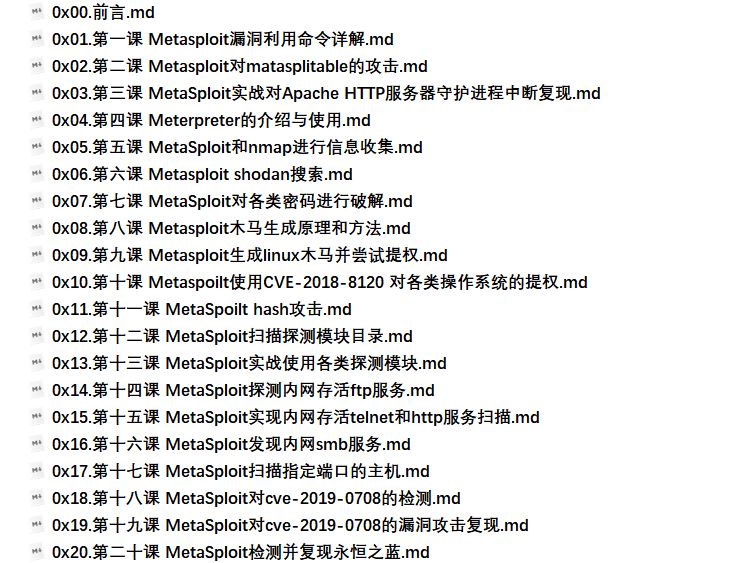 0x00.前言.md
0x01.第一课 Metasploit漏洞利用命令详解.md
0x02.第二课 Metasploit对matasplitable的攻击.md
0x03.第三课 MetaSploit实战对Apache HTTP服务器守护进程中断复现.md
0x04.第四课 Meterpreter的介绍与使用.md
0x05.第五课 MetaSploit和nmap进行信息收集.md
0x06.第六课 Metasploit shodan搜索.md
0x07.第七课 MetaSploit对各类密码进行破解.md
0x08.第八课 Metasploit木马生成原理和方法.md
0x09.第九课 Metasploit生成linux木马并尝试提权.md
0x10.第十课 Metaspoilt使用CVE-2018-8120 对各类操作系统的提权.md
0x11.第十一课 MetaSpoilt hash攻击.md
0x12.第十二课 MetaSploit扫描探测模块目录.md
0x13.第十三课 MetaSploit实战使用各类探测模块.md
0x14.第十四课 MetaSploit探测内网存活ftp服务.md
0x15.第十五课 MetaSploit实现内网存活telnet和http服务扫描.md
0x16.第十六课 MetaSploit发现内网smb服务.md
0x17.第十七课 MetaSploit扫描指定端口的主机.md
0x18.第十八课 MetaSploit对cve-2019-0708的检测.md
0x19.第十九课 MetaSploit对cve-2019-0708的漏洞攻击复现.md
0x20.第二十课 MetaSploit检测并复现永恒之蓝.md